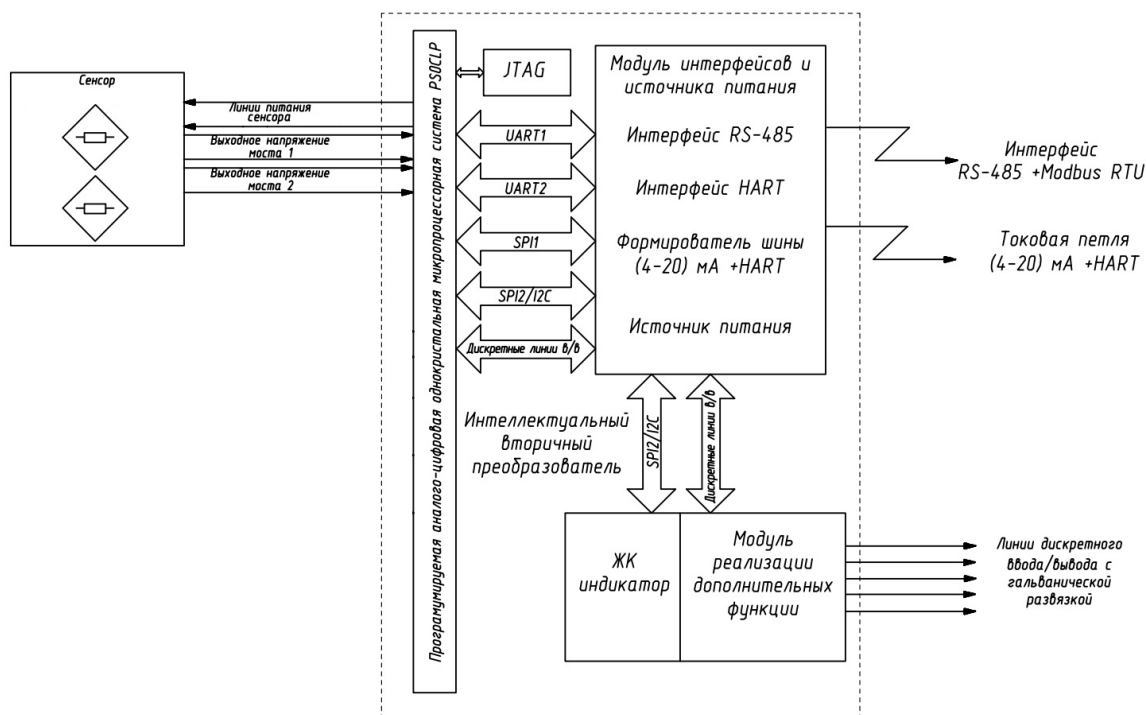 Сенсор
Линии питания
сенсора
Выходное напряжение
моста 1
Выходное напряжение
моста 2
Програмируемая аналого-цифровая однокристальная микропроцессорная система PSOCLP
JTAG
UART1
UART2
SPI1
SPI2/I2C
Дискретные линии в/в
Модуль интерфейсов и
источника питания
Интерфейс RS-485
Интерфейс HART
Формирователь шины
(4-20) мА +HART
Источник питания
Интерфейс
RS-485 +Modbus RTU
Токовая петля
(4-20) мА +HART
Интеллектуальный
вторичный
преобразователь
SPI2/I2C
Дискретные линии в/в
ЖК
индикатор
Модуль
реализации
дополнительных
функции
Линии дискретного
ввода/вывода с
гальванической
развязкой